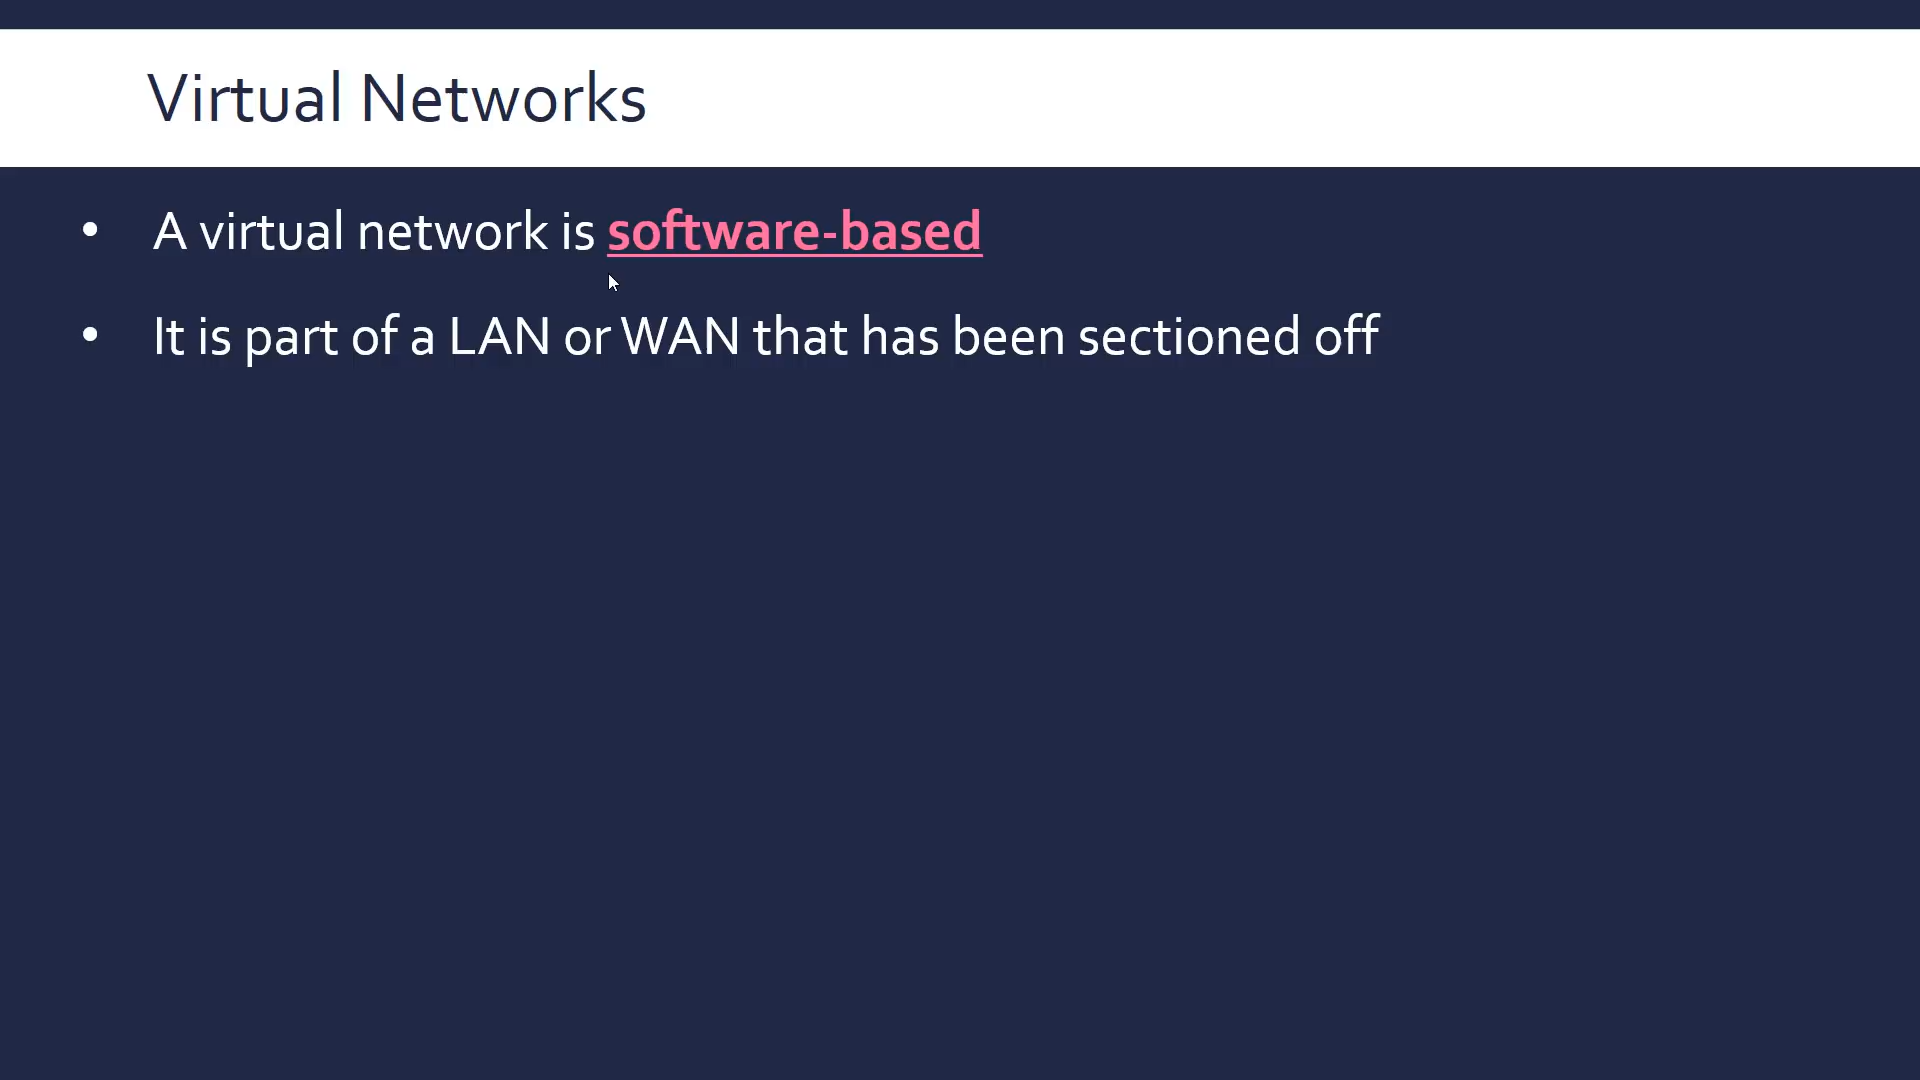 Virtual Networks
• A virtual network is software-based
• It is part of a LAN or WAN that has been sectioned off